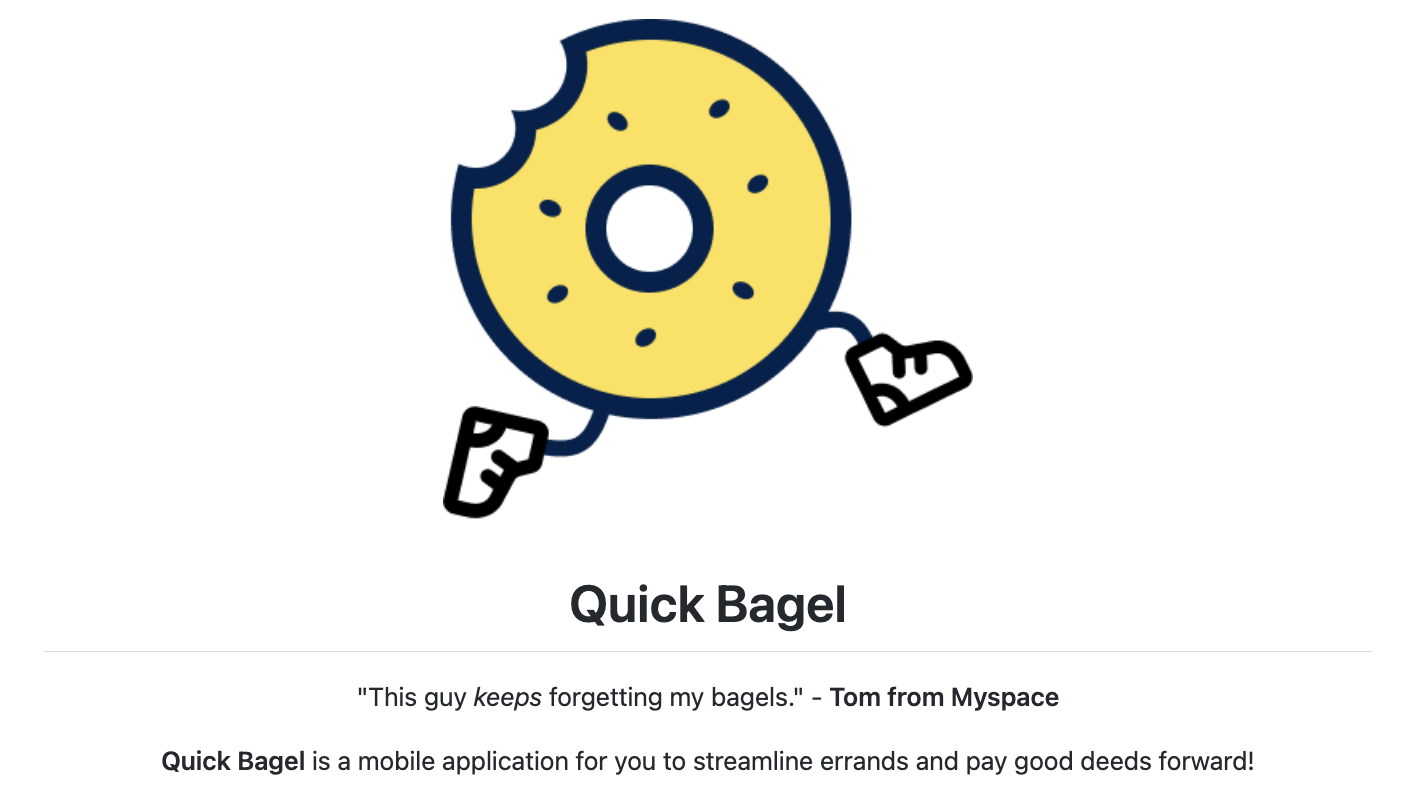 Quick Bagel
"This guy keeps forgetting my bagels." - Tom from Myspace
Quick Bagel is a mobile application for you to streamline errands and pay good deeds forward!